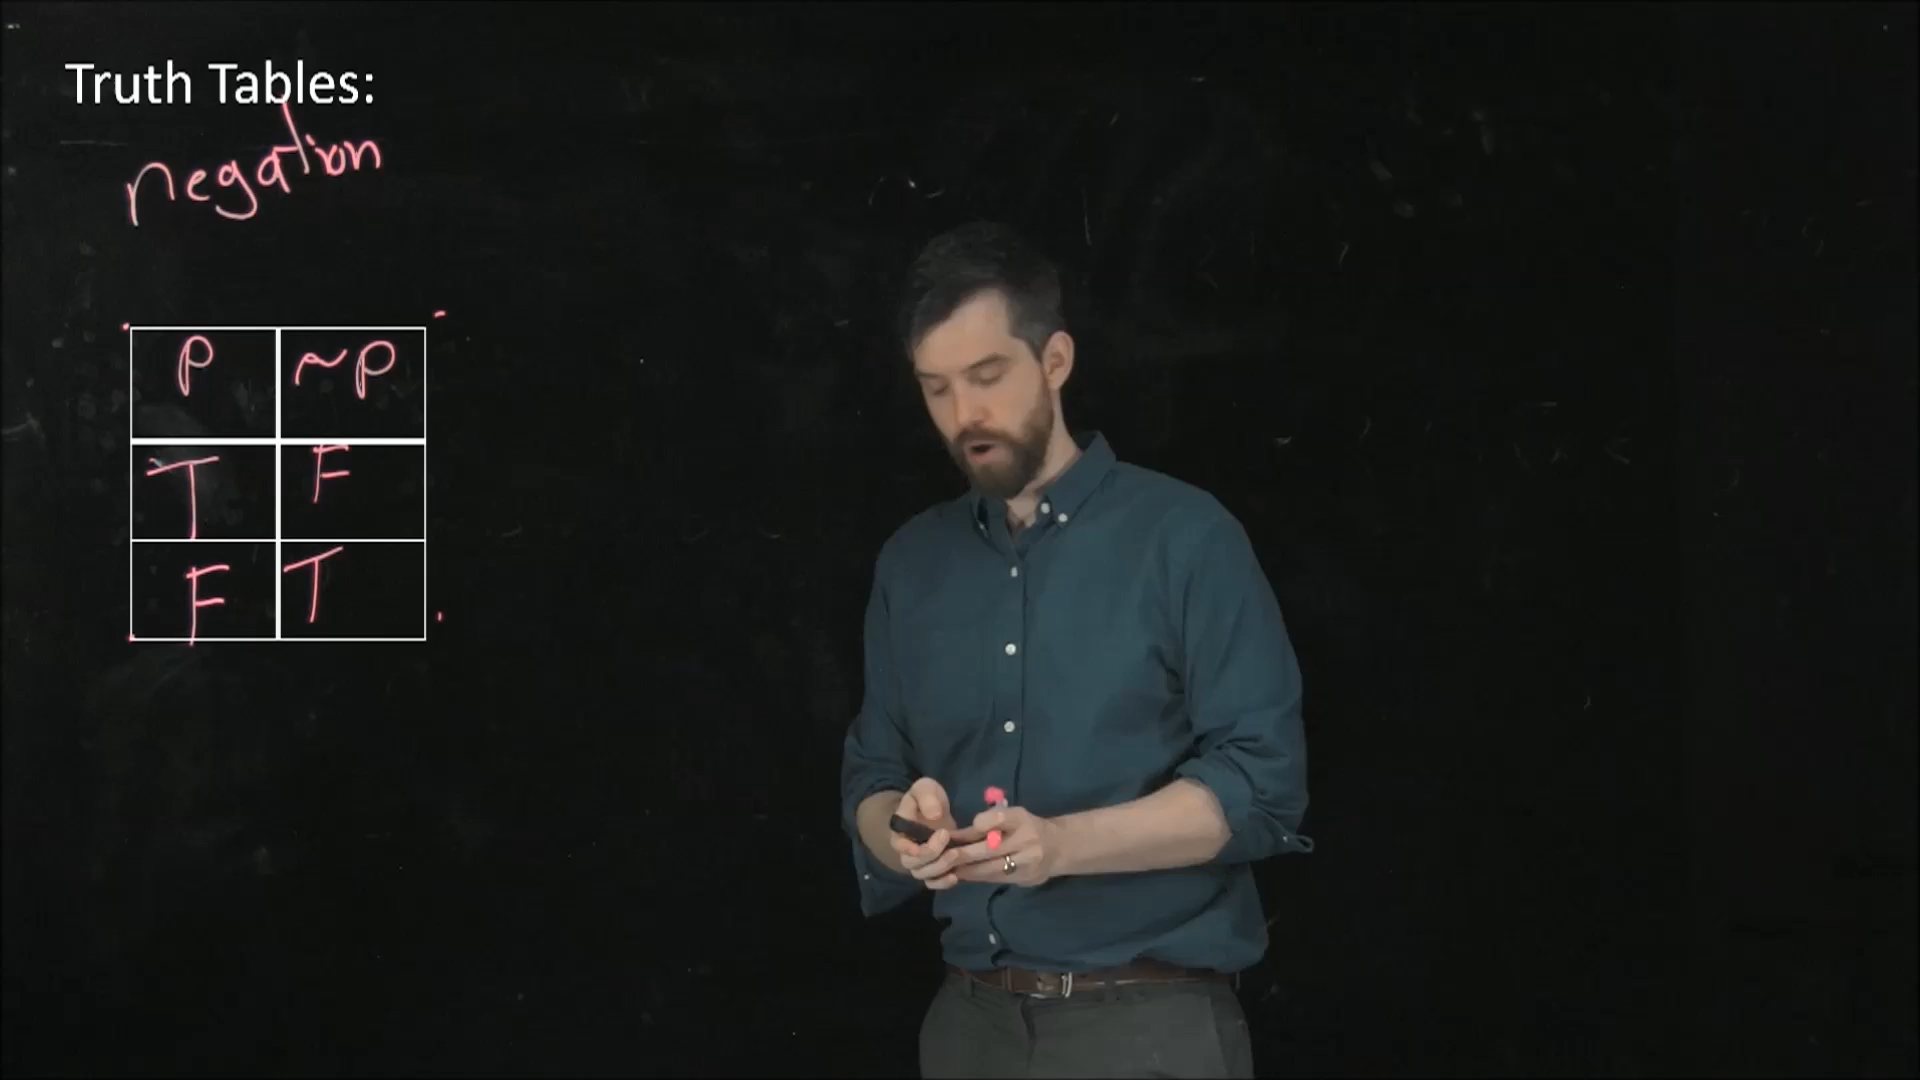 Truth Tables:
negation
P ~P
T F
F T